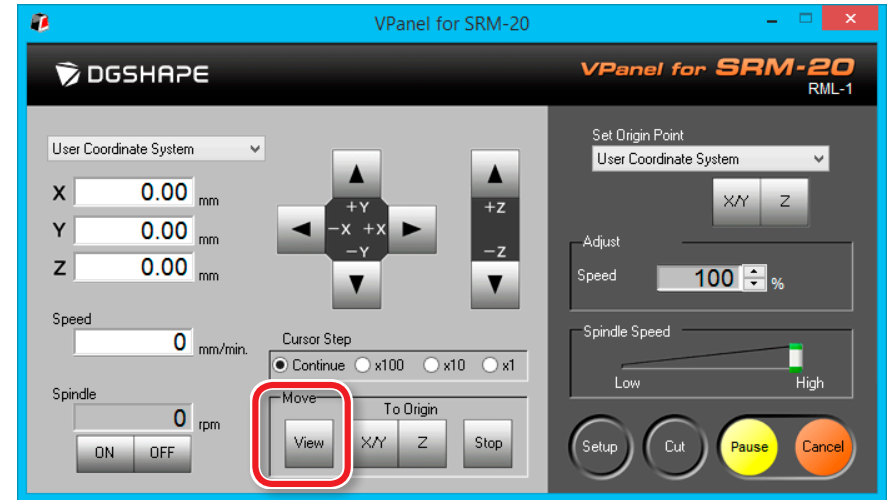 VPanel for SRM-20
DGSHAPE
VPanel for SRM-20
RML-1
User Coordinate System
X 0.00 mm
Y 0.00 mm
Z 0.00 mm
Speed
0 mm/min.
Spindle
0 rpm
ON OFF
+Y
-X +X
-Y
+Z
-Z
Cursor Step
Continue x100 x10 x1
Move
To Origin
View X/Y Z Stop
Set Origin Point
User Coordinate System
X/Y Z
Adjust
Speed 100 %
Spindle Speed
Low High
Setup Cut Pause Cancel